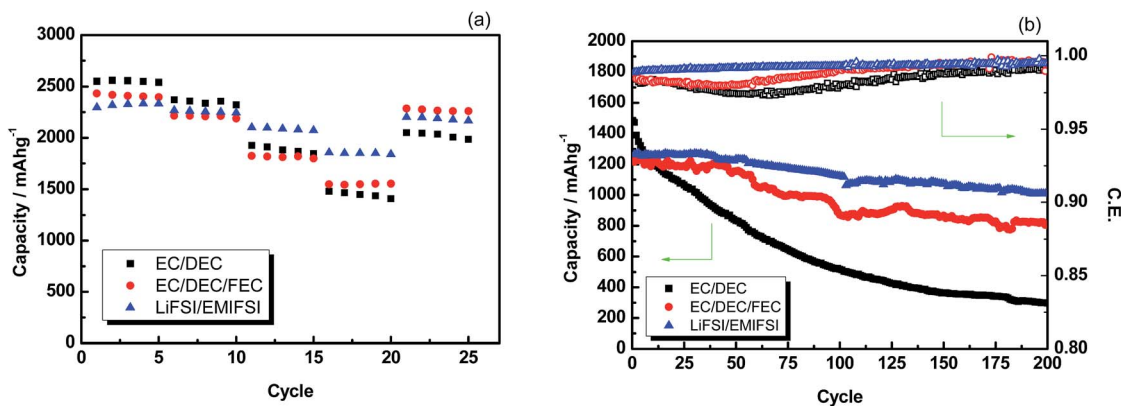 (a)
3000
2500
2000
1500
1000
500
0
Capacity / mAhg⁻¹
EC/DEC
EC/DEC/FEC
LiFSI/EMIFSI
0 5 10 15 20 25
Cycle
(b)
2000
1800
1600
1400
1200
1000
800
600
400
200
0
Capacity / mAhg⁻¹
EC/DEC
EC/DEC/FEC
LiFSI/EMIFSI
0 25 50 75 100 125 150 175 200
Cycle
1.00
0.95
0.90
0.85
0.80
C.E.